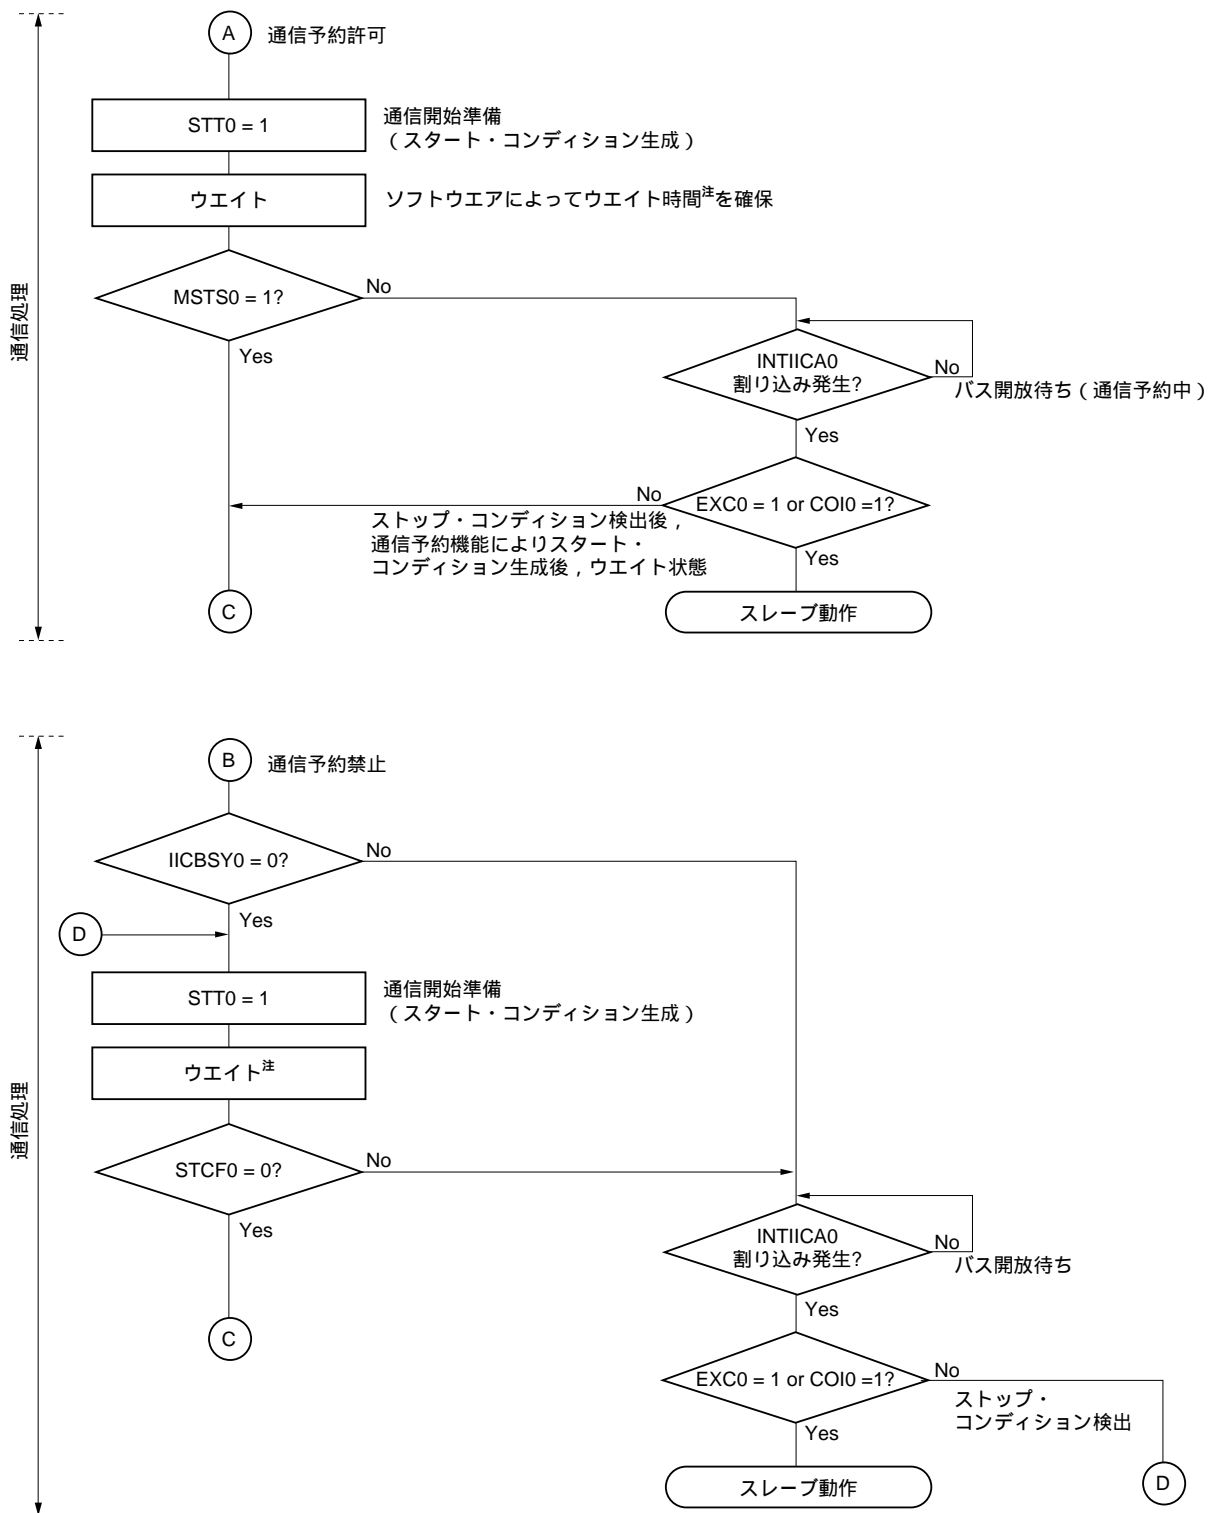 A 通信予約許可
STT0 = 1
通信開始準備
（スタート・コンディション生成）
ウエイト
ソフトウエアによってウエイト時間注を確保
MSTS0 = 1?
No
Yes
通信処理
INTIICA0
割り込み発生?
No
バス開放待ち（通信予約中）
Yes
EXC0 = 1 or COI0 =1?
No
ストップ・コンディション検出後，
通信予約機能によりスタート・
コンディション生成後，ウエイト状態
Yes
C
スレーブ動作
B 通信予約禁止
IICBSY0 = 0?
No
Yes
D
STT0 = 1
通信開始準備
（スタート・コンディション生成）
ウエイト注
通信処理
STCF0 = 0?
No
Yes
INTIICA0
割り込み発生?
No
バス開放待ち
Yes
C
EXC0 = 1 or COI0 =1?
No
ストップ・
コンディション検出
Yes
スレーブ動作
D